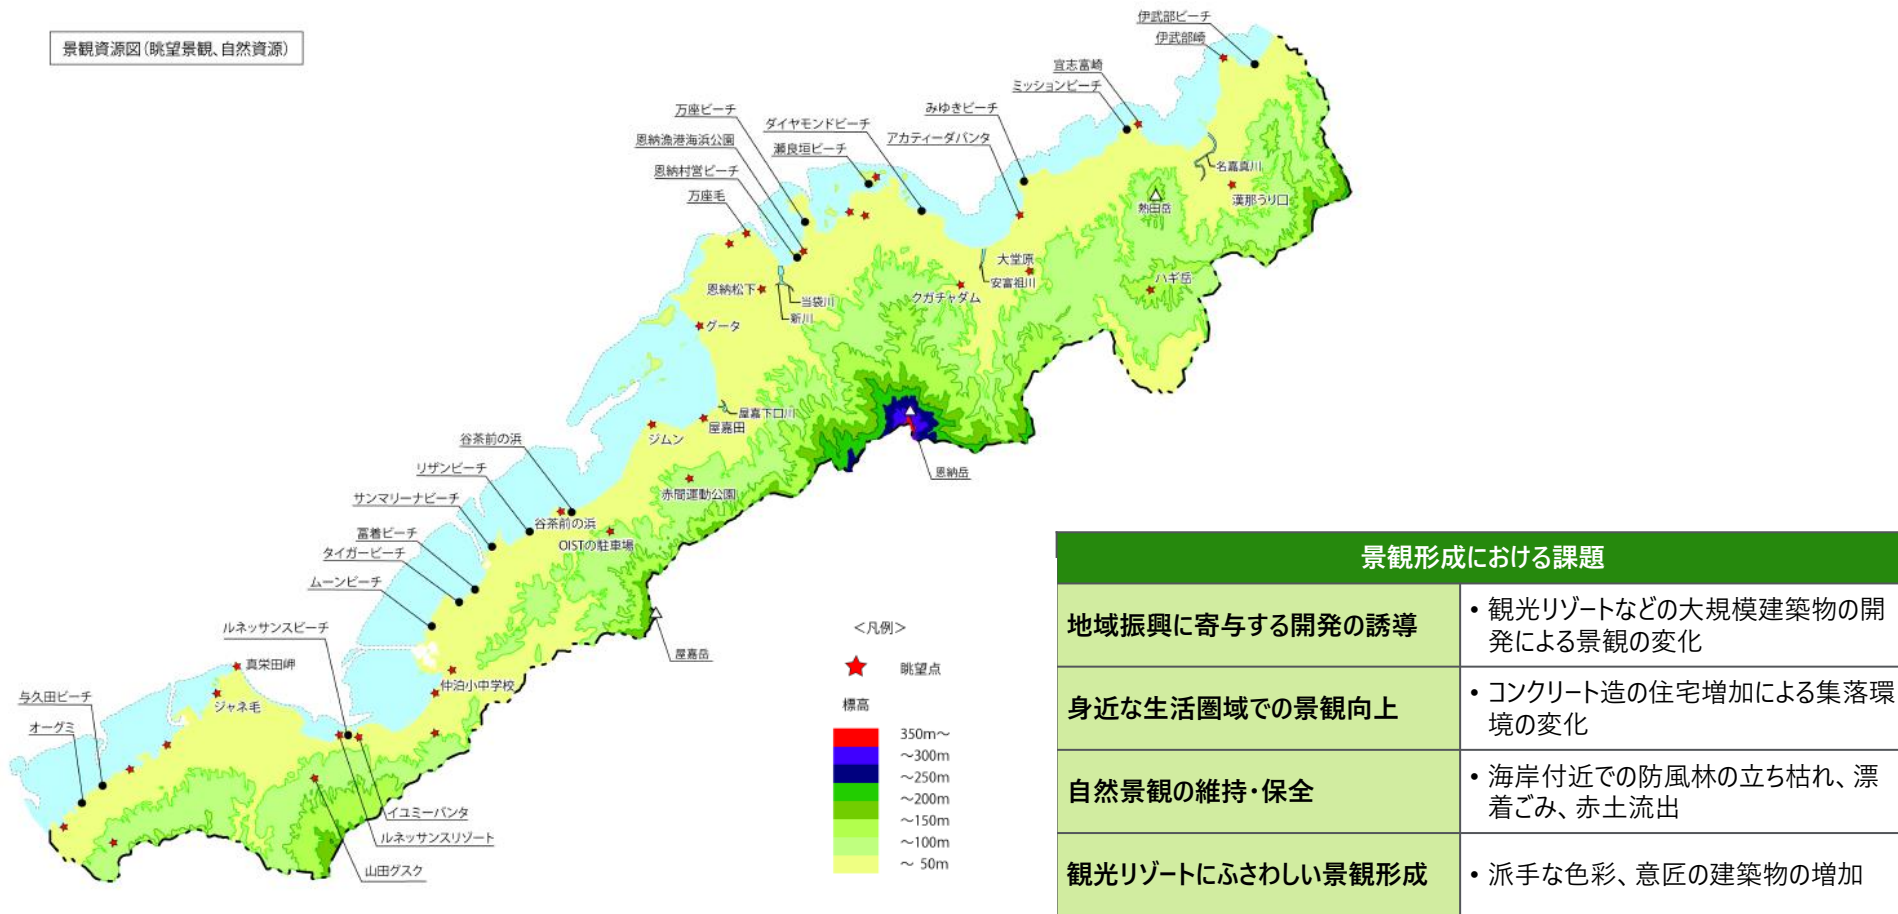 景観資源図(眺望景観、自然資源)
伊武部ビーチ
伊武部崎
宜志富崎
ミッションビーチ
みゆきビーチ
アカティーダバンタ
万座ビーチ
ダイヤモンドビーチ
恩納漁港海浜公園
瀬良垣ビーチ
恩納村営ビーチ
万座毛
名嘉真川
漢那うり口
熱田岳
大堂原
安富祖川
ハギ岳
クガチャダム
恩納松下
当袋川
新川
グータ
屋嘉下口川
屋嘉田
ジムン
谷茶前の浜
リザンビーチ
サンマリーナビーチ
冨着ビーチ
タイガービーチ
ムーンビーチ
恩納岳
赤間運動公園
谷茶前の浜
OISTの駐車場
ルネッサンスビーチ
屋嘉岳
真栄田岬
仲泊小中学校
与久田ビーチ
ジャネ毛
オーグミ
イユミーバンタ
ルネッサンスリゾート
山田グスク
<凡例>
眺望点
標高
350m～
～300m
～250m
～200m
～150m
～100m
～ 50m
景観形成における課題
地域振興に寄与する開発の誘導
• 観光リゾートなどの大規模建築物の開
発による景観の変化
身近な生活圏域での景観向上
• コンクリート造の住宅増加による集落環
境の変化
自然景観の維持・保全
• 海岸付近での防風林の立ち枯れ、漂
着ごみ、赤土流出
観光リゾートにふさわしい景観形成
• 派手な色彩、意匠の建築物の増加